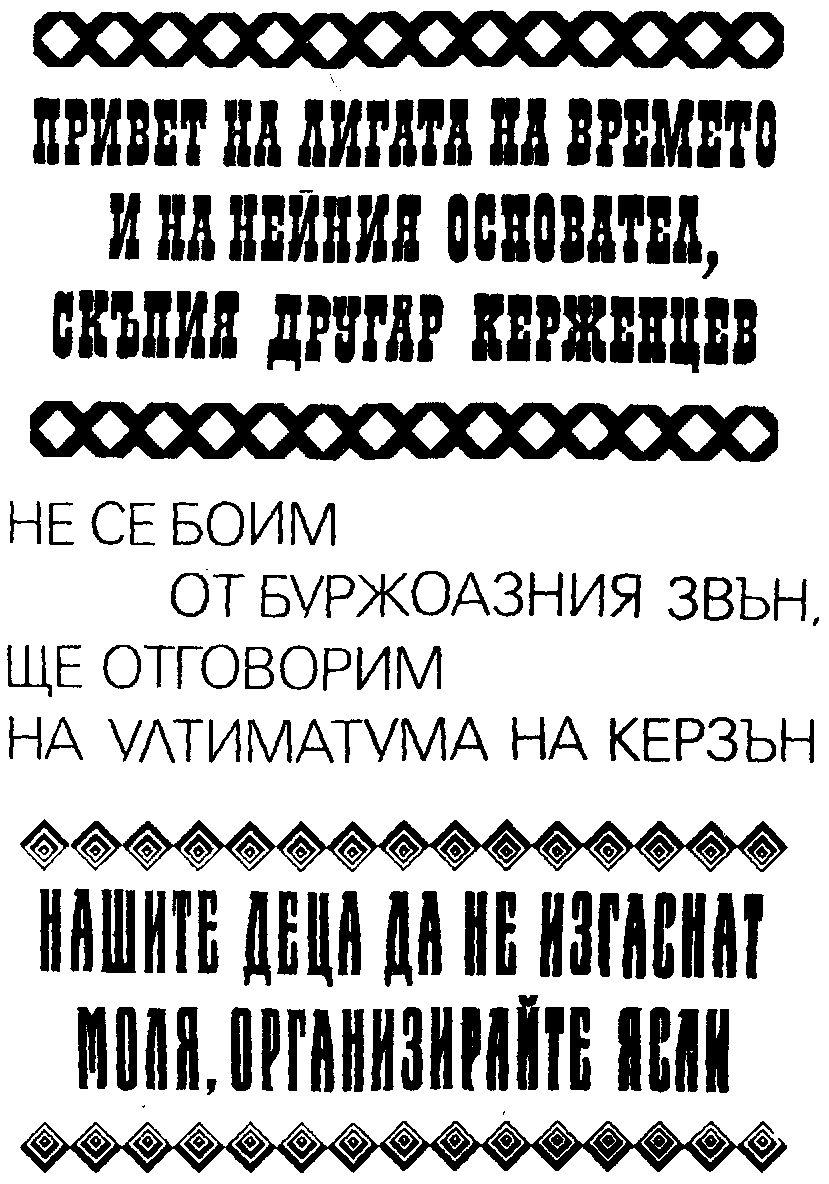 ПРИВЕТ НА ЛИГАТА НА ВРЕМЕТО
И НА НЕЙНИЯ ОСНОВАТЕЛ,
СКЪПИЯ ДРУГАР КЕРЖЕНЦЕВ
НЕ СЕ БОИМ
ОТ БУРЖОАЗНИЯ ЗВЪН,
ЩЕ ОТГОВОРИМ
НА УЛТИМАТУМА НА КЕРЗЪН
НАШИТЕ ДЕЦА ДА НЕ ИЗГАСНАТ
МОЛЯ, ОРГАНИЗИРАЙТЕ ЯСЛИ